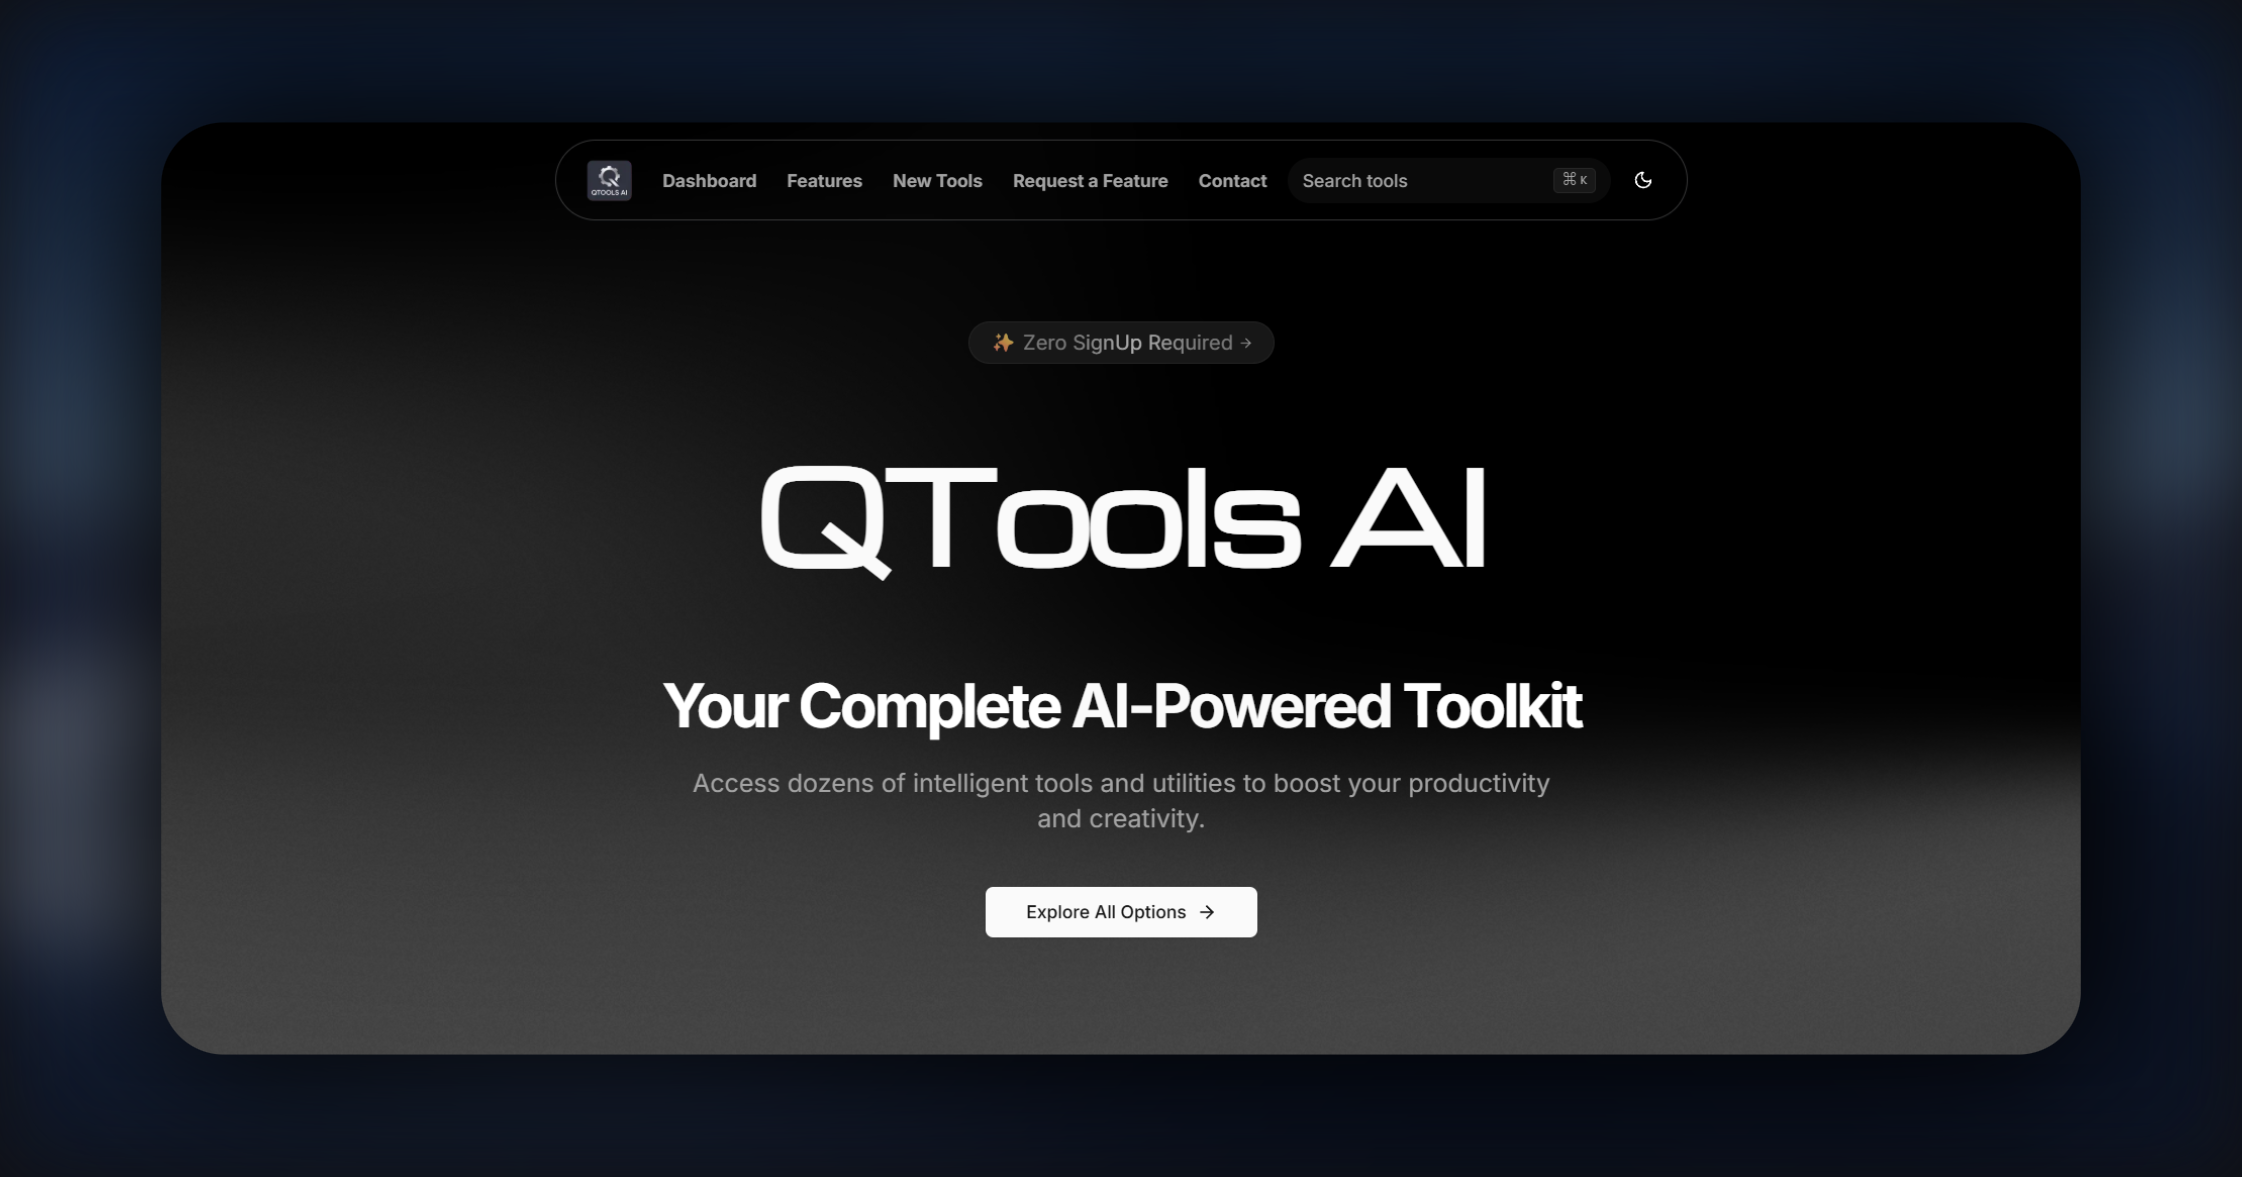 QTOOLS AI
Dashboard
Features
New Tools
Request a Feature
Contact
Search tools
⌘ K
✨ Zero SignUp Required →
QTools AI
Your Complete AI-Powered Toolkit
Access dozens of intelligent tools and utilities to boost your productivity
and creativity.
Explore All Options →